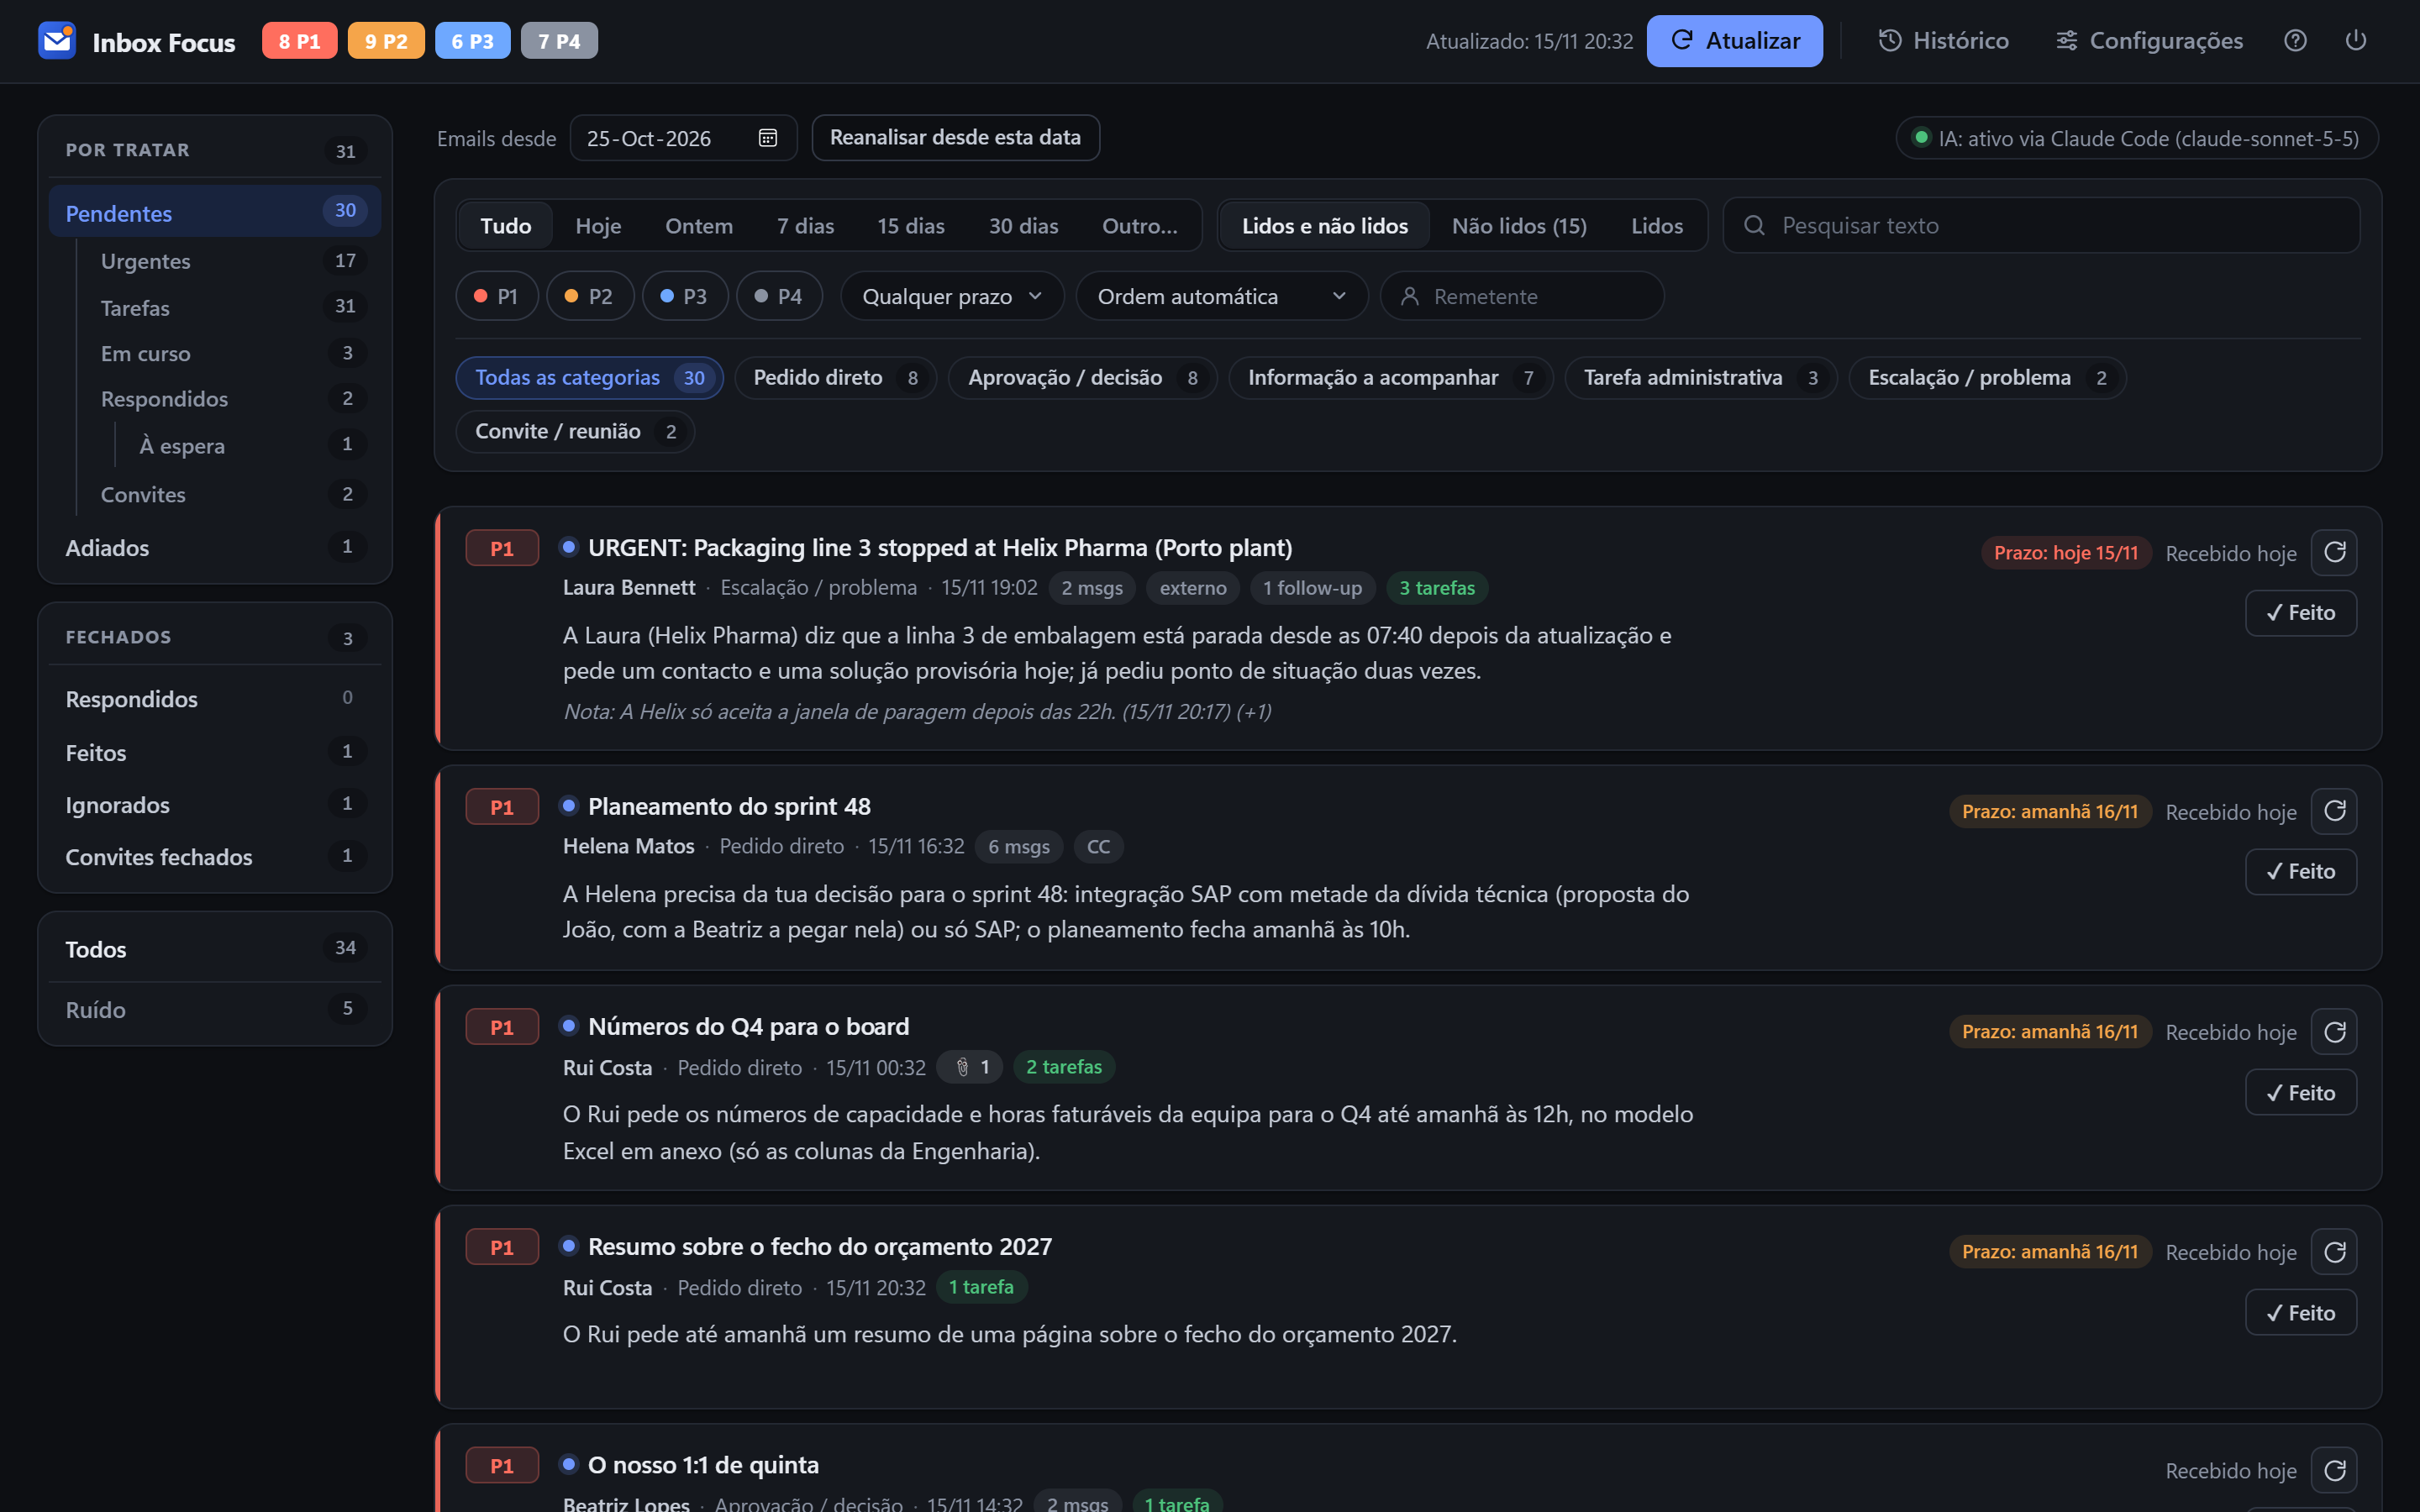 Inbox Focus 8 P1 9 P2 6 P3 7 P4 Atualizado: 15/11 20:32 Atualizar Histórico Configurações
POR TRATAR 31
Pendentes 30
Urgentes 17
Tarefas 31
Em curso 3
Respondidos 2
À espera 1
Convites 2
Adiados 1
FECHADOS 3
Respondidos 0
Feitos 1
Ignorados 1
Convites fechados 1
Todos 34
Ruído 5
Emails desde 25-Oct-2026 Reanalisar desde esta data IA: ativo via Claude Code (claude-sonnet-5-5)
Tudo Hoje Ontem 7 dias 15 dias 30 dias Outro... Lidos e não lidos Não lidos (15) Lidos Pesquisar texto
P1 P2 P3 P4 Qualquer prazo Ordem automática Remetente
Todas as categorias 30 Pedido direto 8 Aprovação / decisão 8 Informação a acompanhar 7 Tarefa administrativa 3 Escalação / problema 2
Convite / reunião 2
P1 URGENT: Packaging line 3 stopped at Helix Pharma (Porto plant) Prazo: hoje 15/11 Recebido hoje
Laura Bennett · Escalação / problema · 15/11 19:02 2 msgs externo 1 follow-up 3 tarefas
✓ Feito
A Laura (Helix Pharma) diz que a linha 3 de embalagem está parada desde as 07:40 depois da atualização e
pede um contacto e uma solução provisória hoje; já pediu ponto de situação duas vezes.
Nota: A Helix só aceita a janela de paragem depois das 22h. (15/11 20:17) (+1)
P1 Planeamento do sprint 48 Prazo: amanhã 16/11 Recebido hoje
Helena Matos · Pedido direto · 15/11 16:32 6 msgs CC
✓ Feito
A Helena precisa da tua decisão para o sprint 48: integração SAP com metade da dívida técnica (proposta do
João, com a Beatriz a pegar nela) ou só SAP; o planeamento fecha amanhã às 10h.
P1 Números do Q4 para o board Prazo: amanhã 16/11 Recebido hoje
Rui Costa · Pedido direto · 15/11 00:32 1 2 tarefas
✓ Feito
O Rui pede os números de capacidade e horas faturáveis da equipa para o Q4 até amanhã às 12h, no modelo
Excel em anexo (só as colunas da Engenharia).
P1 Resumo sobre o fecho do orçamento 2027 Prazo: amanhã 16/11 Recebido hoje
Rui Costa · Pedido direto · 15/11 20:32 1 tarefa
✓ Feito
O Rui pede até amanhã um resumo de uma página sobre o fecho do orçamento 2027.
P1 O nosso 1:1 de quinta Recebido hoje
Beatriz Lopes · Aprovação / decisão · 15/11 14:32 2 msgs 1 tarefa